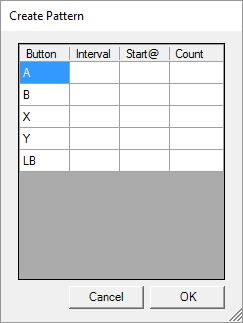 Create Pattern
Button Interval Start@ Count
A
B
X
Y
LB
Cancel OK